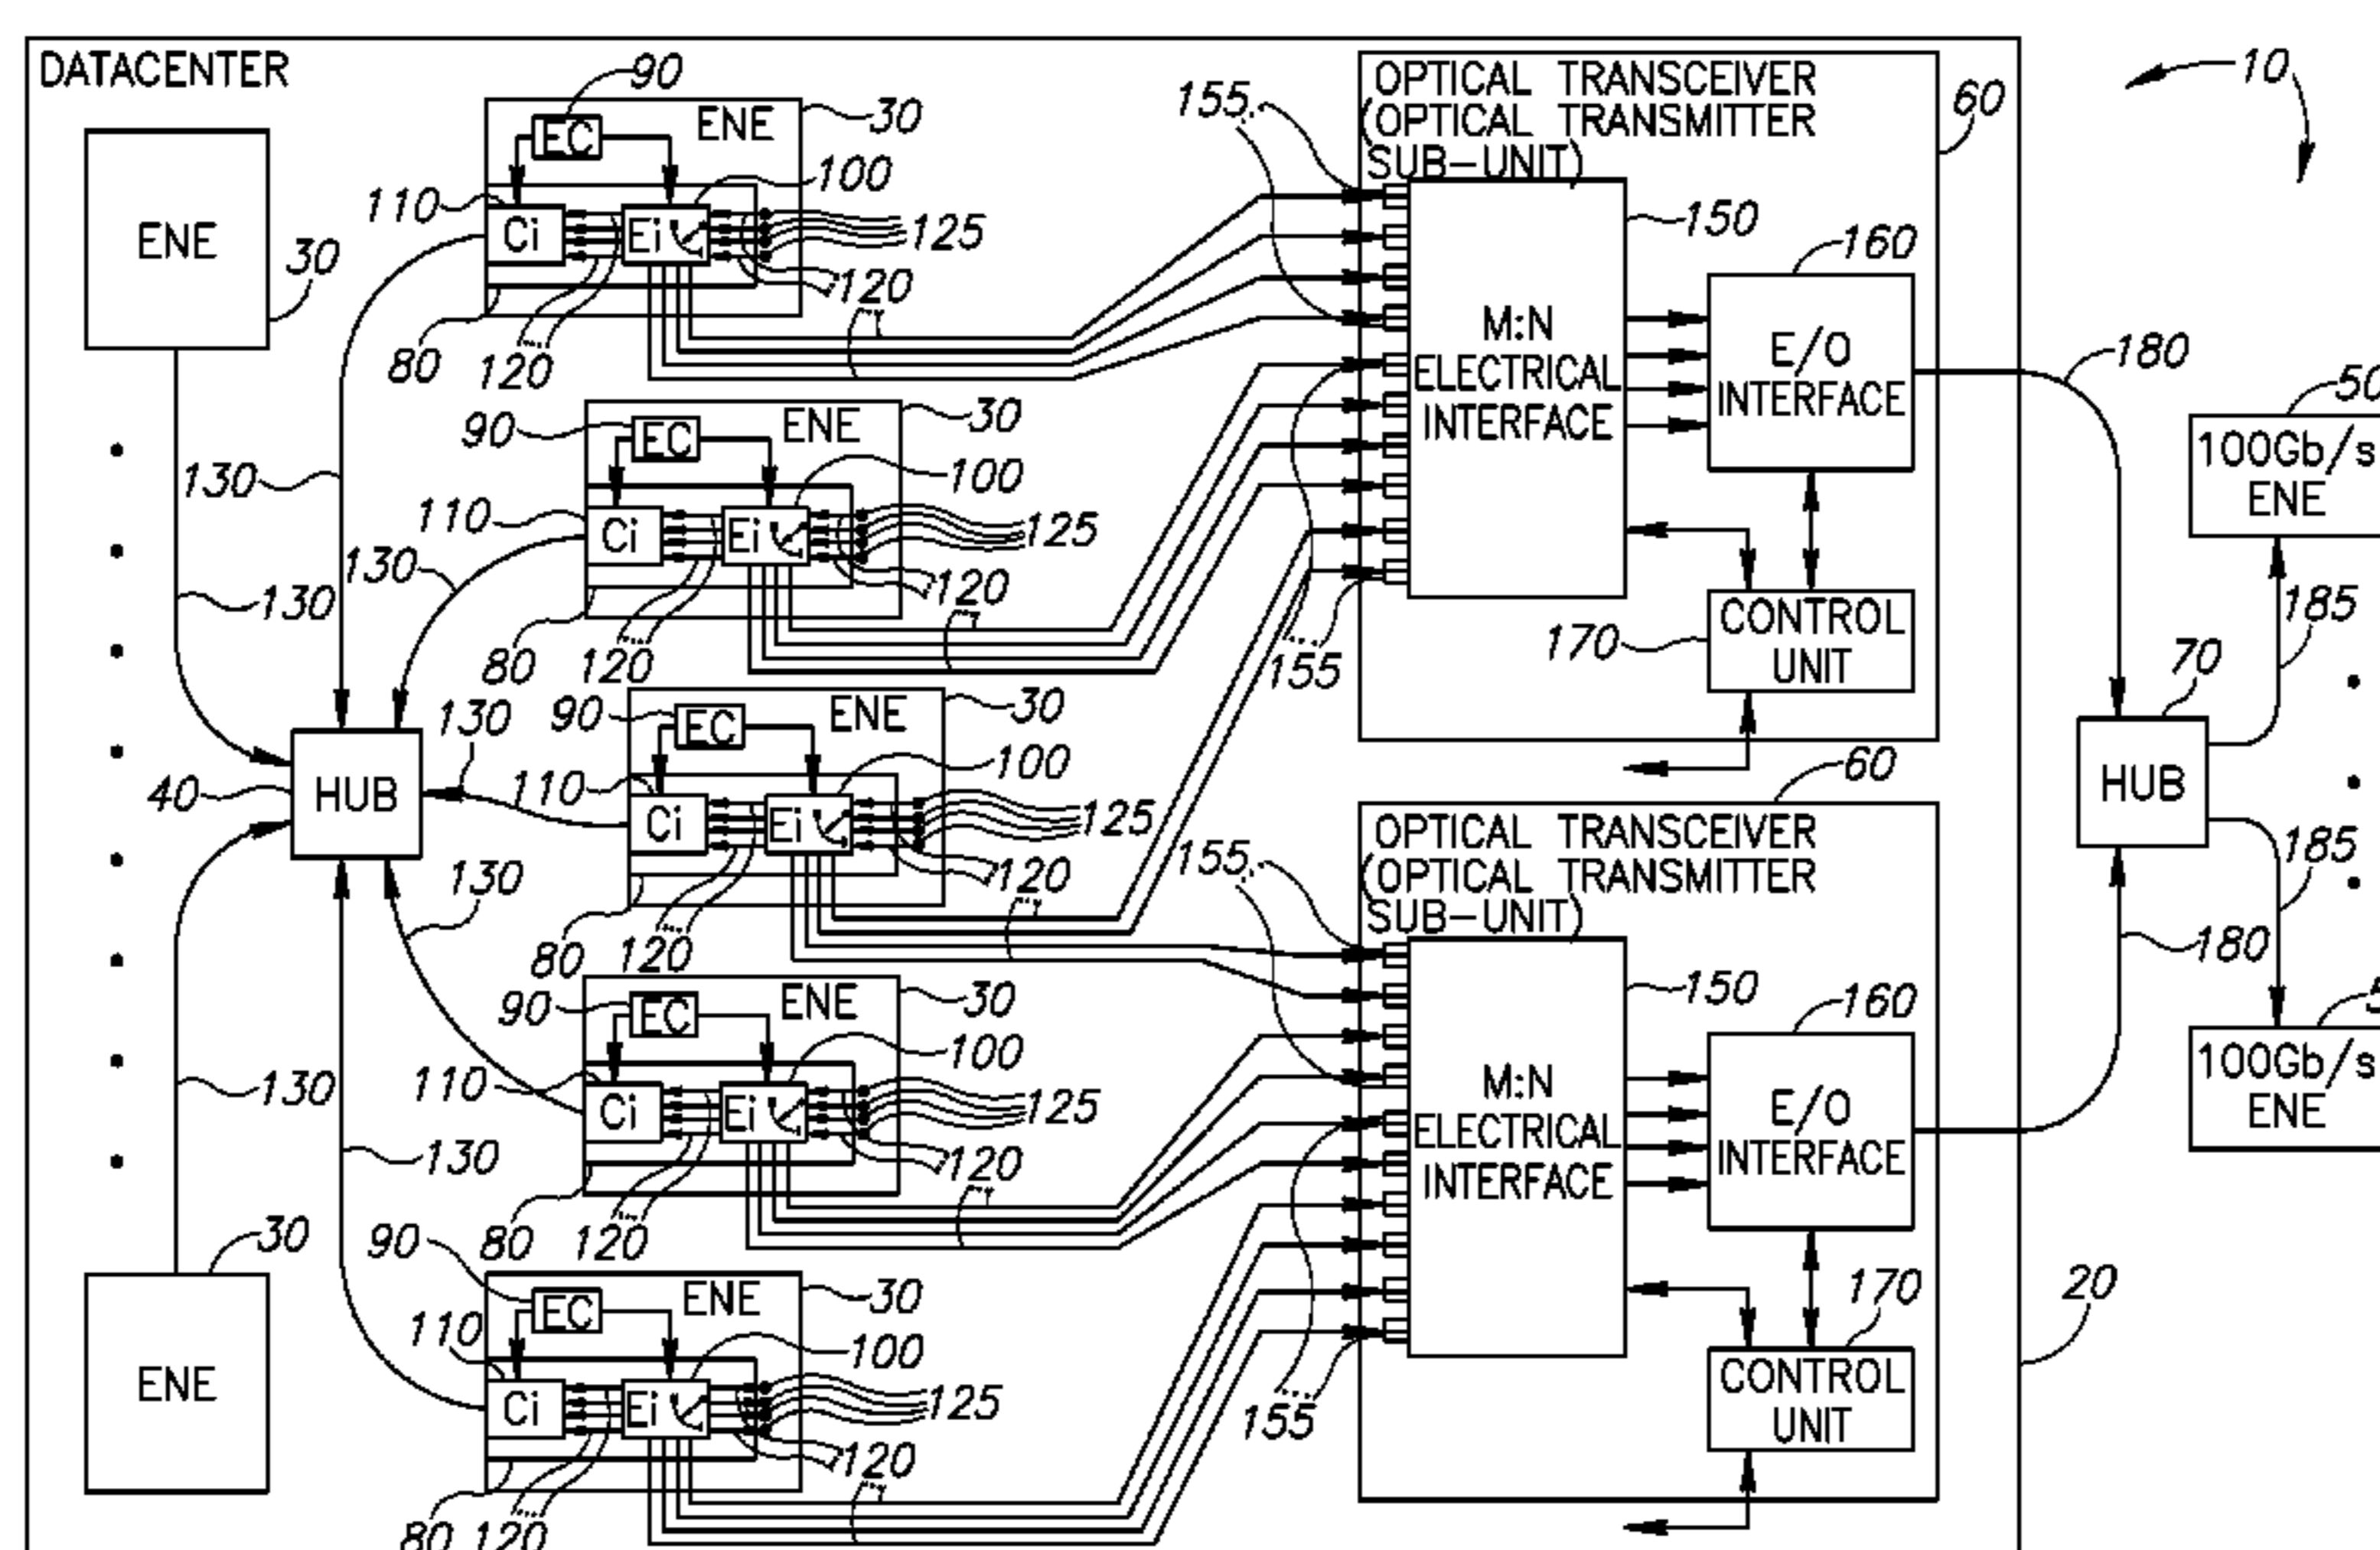 DATACENTER
10
ENE
30
130
ENE
30
130
40
HUB
90
EC
ENE
30
100
110
Ci
Ei
125
120
120
80
130
90
EC
ENE
30
100
110
Ci
Ei
125
120
120
80
130
90
EC
ENE
30
100
110
Ci
Ei
125
120
120
80
130
90
EC
ENE
30
100
110
Ci
Ei
125
120
120
80
130
90
EC
ENE
30
100
110
Ci
Ei
125
120
120
80
130
OPTICAL TRANSCEIVER
(OPTICAL TRANSMITTER
SUB-UNIT)
60
155
150
M:N
ELECTRICAL
INTERFACE
160
E/O
INTERFACE
155
170
CONTROL
UNIT
180
60
OPTICAL TRANSCEIVER
(OPTICAL TRANSMITTER
SUB-UNIT)
155
150
M:N
ELECTRICAL
INTERFACE
160
E/O
INTERFACE
155
170
CONTROL
UNIT
180
20
70
HUB
50
100Gb/s
ENE
185
185
100Gb/s
ENE